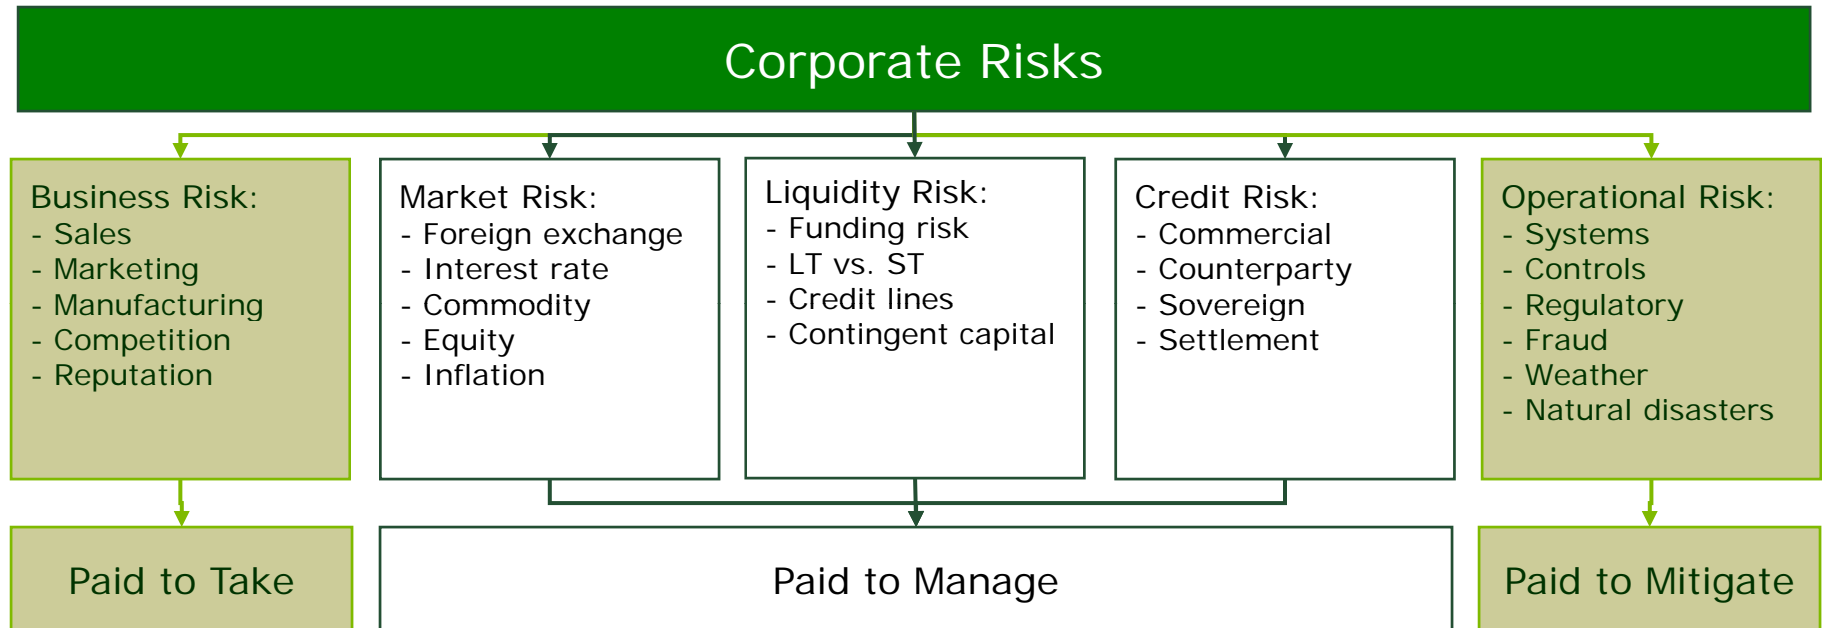 Corporate Risks
Business Risk:
- Sales
- Marketing
- Manufacturing
- Competition
- Reputation
Market Risk:
- Foreign exchange
- Interest rate
- Commodity
- Equity
- Inflation
Liquidity Risk:
- Funding risk
- LT vs. ST
- Credit lines
- Contingent capital
Credit Risk:
- Commercial
- Counterparty
- Sovereign
- Settlement
Operational Risk:
- Systems
- Controls
- Regulatory
- Fraud
- Weather
- Natural disasters
Paid to Take
Paid to Manage
Paid to Mitigate